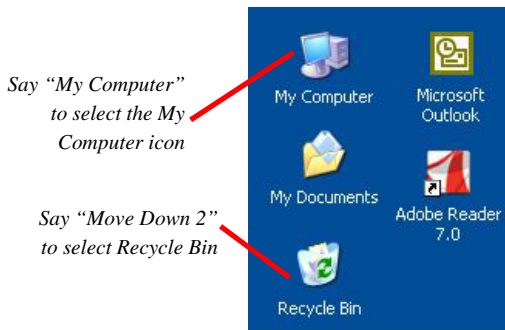 Say “My Computer”
to select the My
Computer icon
Say “Move Down 2”
to select Recycle Bin
My Computer
Microsoft
Outlook
My Documents
Adobe Reader
7.0
Recycle Bin